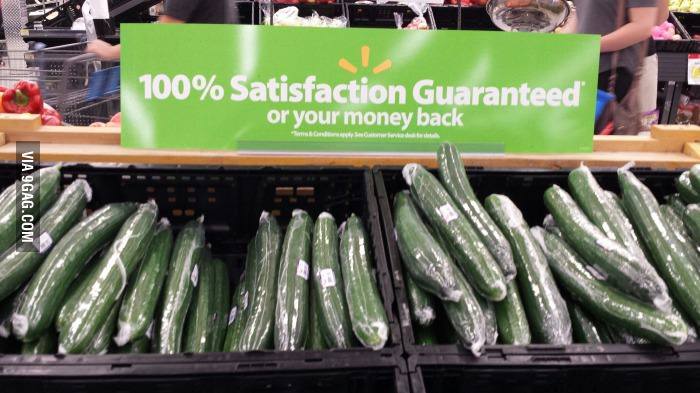 100% Satisfaction Guaranteed*
or your money back
*Terms & Conditions apply. See Customer Service desk for details.
VIA 9GAG.COM